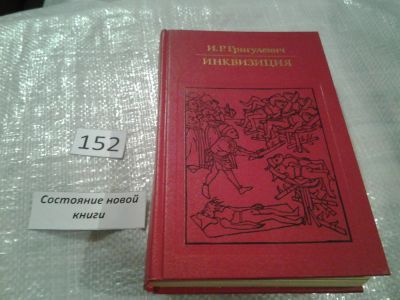 И. Р. Григулевич
ИНКВИЗИЦИЯ
152
Состояние новой
книги